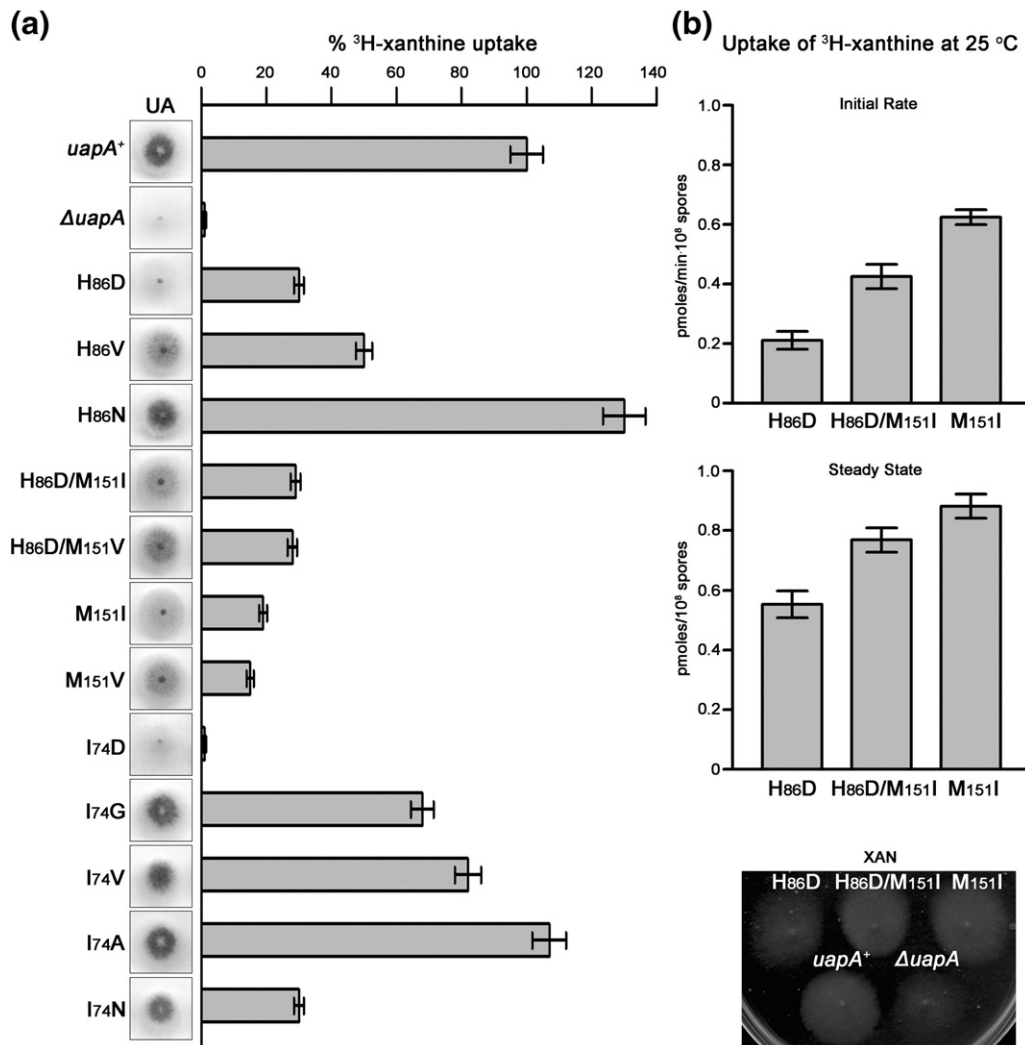 (a)
% ³H-xanthine uptake
0 20 40 60 80 100 120 140
UA
uapA⁺
ΔuapA
H86D
H86V
H86N
H86D/M151I
H86D/M151V
M151I
M151V
I74D
I74G
I74V
I74A
I74N
(b)
Uptake of ³H-xanthine at 25 °C
Initial Rate
pmoles/min·10⁸ spores
1.0
0.8
0.6
0.4
0.2
0
H86D H86D/M151I M151I
Steady State
pmoles/10⁸ spores
1.0
0.8
0.6
0.4
0.2
0
H86D H86D/M151I M151I
XAN
H86D H86D/M151I M151I
uapA⁺ ΔuapA